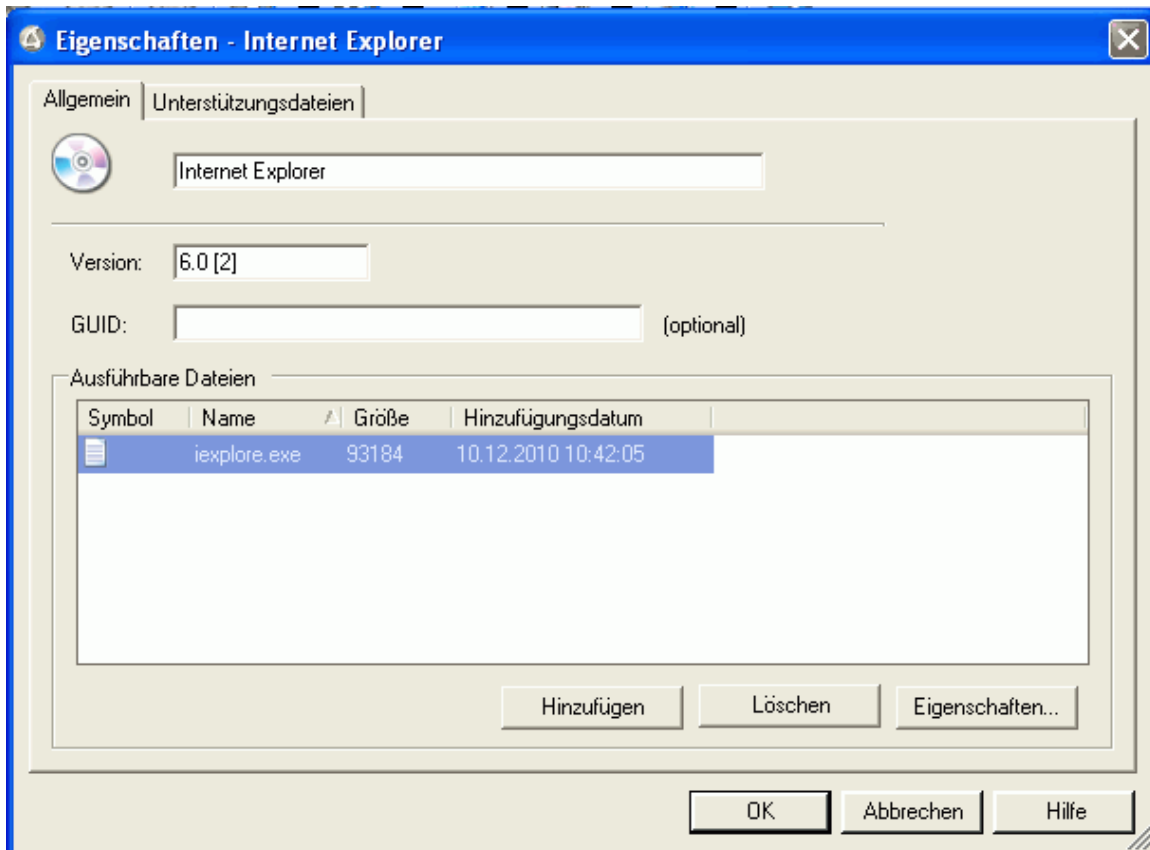 Eigenschaften - Internet Explorer
Allgemein Unterstützungsdateien
Internet Explorer
Version: 6.0 [2]
GUID: (optional)
Ausführbare Dateien
Symbol Name Größe Hinzufügungsdatum
iexplore.exe 93184 10.12.2010 10:42:05
Hinzufügen Löschen Eigenschaften...
OK Abbrechen Hilfe